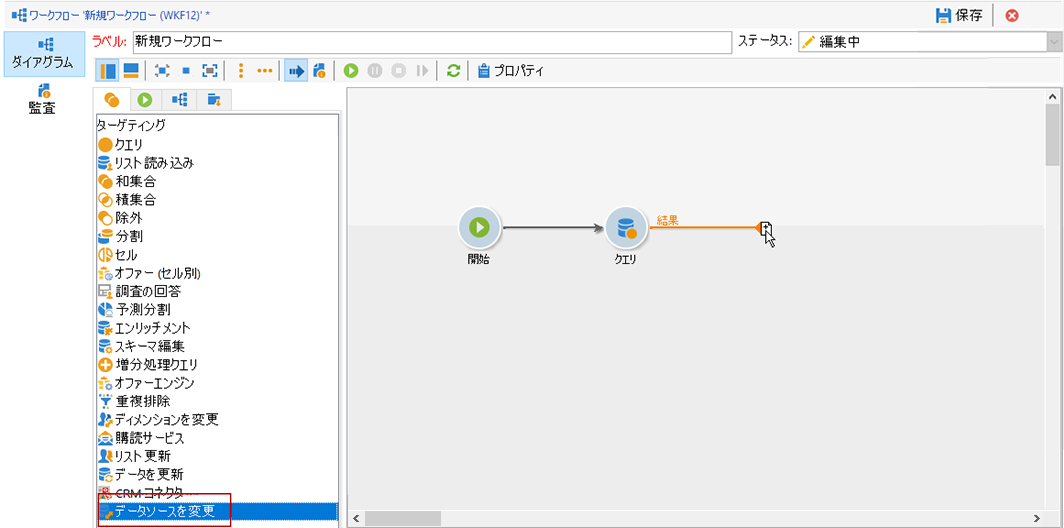 ワークフロー '新規ワークフロー (WKF12)' *
保存
ダイアグラム
監査
ラベル: 新規ワークフロー
ステータス: 編集中
プロパティ
ターゲティング
クエリ
リスト読み込み
和集合
積集合
除外
分割
セル
オファー (セル別)
調査の回答
予測分割
エンリッチメント
スキーマ編集
増分処理クエリ
オファーエンジン
重複排除
ディメンションを変更
購読サービス
リスト更新
データを更新
CRM コネクター
データソースを変更
結果
開始
クエリ